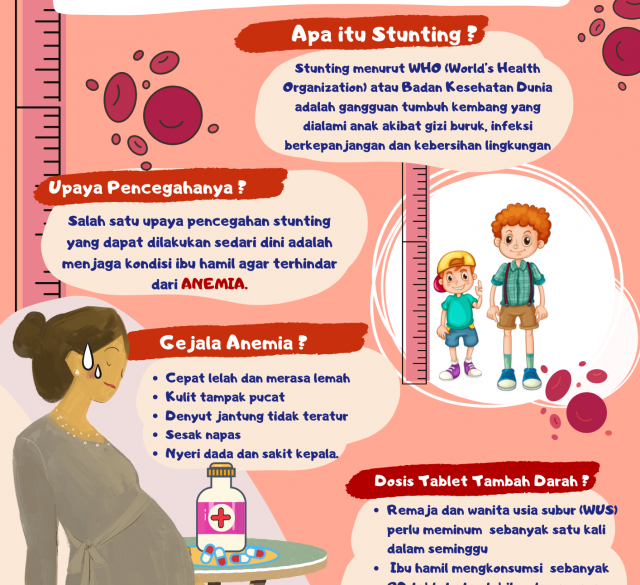 Apa itu Stunting ?
Stunting menurut WHO (World's Health
Organization) atau Badan Kesehatan Dunia
adalah gangguan tumbuh kembang yang
dialami anak akibat gizi buruk, infeksi
berkepanjangan dan kebersihan lingkungan
Upaya Pencegahanya ?
Salah satu upaya pencegahan stunting
yang dapat dilakukan sedari dini adalah
menjaga kondisi ibu hamil agar terhindar
dari ANEMIA.
Gejala Anemia ?
• Cepat lelah dan merasa lemah
• Kulit tampak pucat
• Denyut jantung tidak teratur
• Sesak napas
• Nyeri dada dan sakit kepala.
Dosis Tablet Tambah Darah ?
• Remaja dan wanita usia subur (WUS)
perlu meminum sebanyak satu kali
dalam seminggu
• Ibu hamil mengkonsumsi sebanyak